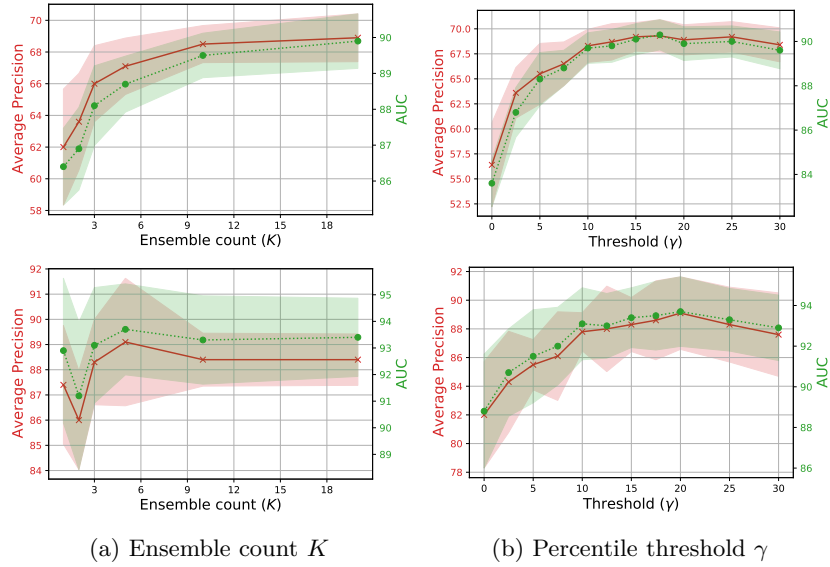 70
68
66
64
62
60
58
Average Precision
90
89
88
87
86
AUC
3 6 9 12 15 18
Ensemble count (K)
70.0
67.5
65.0
62.5
60.0
57.5
55.0
52.5
Average Precision
90
88
86
84
AUC
0 5 10 15 20 25 30
Threshold (γ)
92
91
90
89
88
87
86
85
84
Average Precision
95
94
93
92
91
90
89
AUC
3 6 9 12 15 18
Ensemble count (K)
92
90
88
86
84
82
80
78
Average Precision
94
92
90
88
86
AUC
0 5 10 15 20 25 30
Threshold (γ)
(a) Ensemble count K
(b) Percentile threshold γ